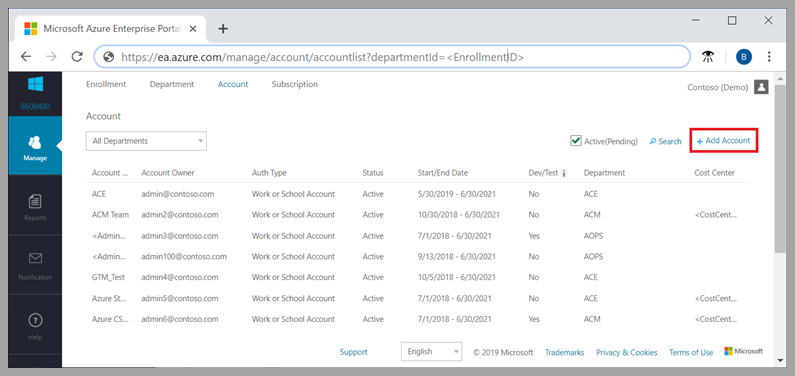 Microsoft Azure Enterprise Portal
https://ea.azure.com/manage/account/accountlist?departmentId=<EnrollmentID>
B
8608480
Enrollment Department Account Subscription
Contoso (Demo)
Account
All Departments
Active(Pending) Search + Add Account
Manage
Reports
Notification
Help
Account ... Account Owner Auth Type Status Start/End Date Dev/Test i Department Cost Center
ACE admin@contoso.com Work or School Account Active 5/30/2019 - 6/30/2021 No ACE
ACM Team admin2@contoso.com Work or School Account Active 10/30/2018 - 6/30/2021 No ACM <CostCent...
<Admin... admin3@contoso.com Work or School Account Active 7/1/2018 - 6/30/2021 Yes AOPS
<Admin... admin100@contoso.com Work or School Account Active 9/13/2018 - 6/30/2021 No AOPS
GTM_Test admin4@contoso.com Work or School Account Active 10/5/2018 - 6/30/2021 No ACE
Azure St... admin5@contoso.com Work or School Account Active 7/1/2018 - 6/30/2021 No ACE <CostCent...
Azure CS... admin6@contoso.com Work or School Account Active 7/1/2018 - 6/30/2021 Yes ACM <CostCent...
Support English © 2019 Microsoft Trademarks Privacy & Cookies Terms of Use Microsoft